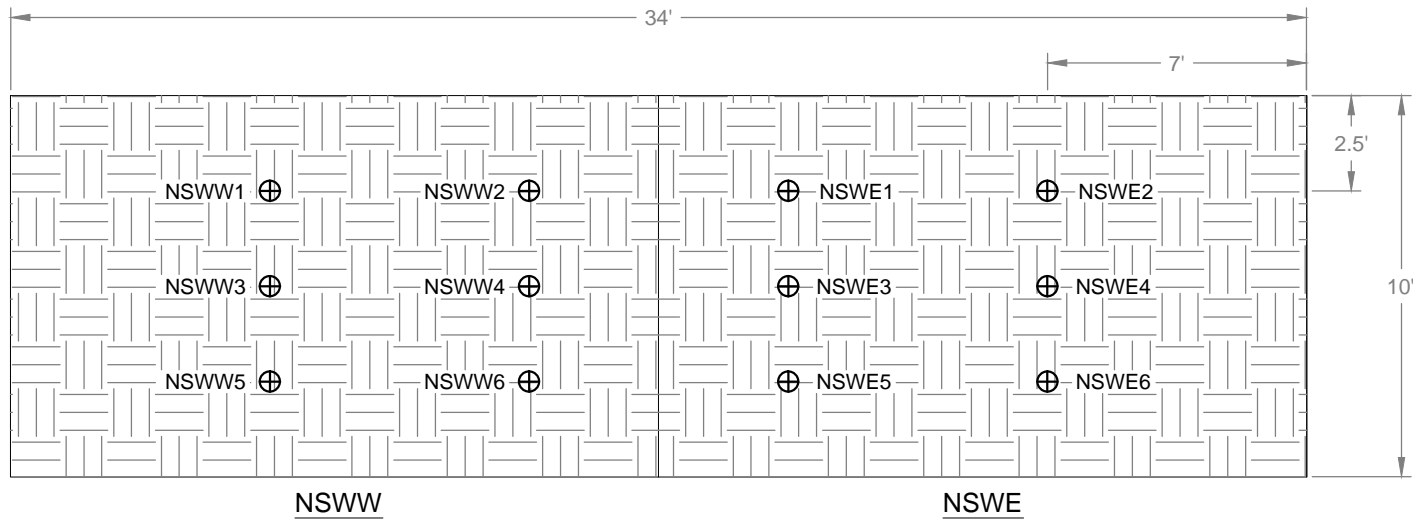 34'
7'
2.5'
NSWW1 NSWW2 NSWE1 NSWE2
NSWW3 NSWW4 NSWE3 NSWE4
10'
NSWW5 NSWW6 NSWE5 NSWE6
NSWW NSWE